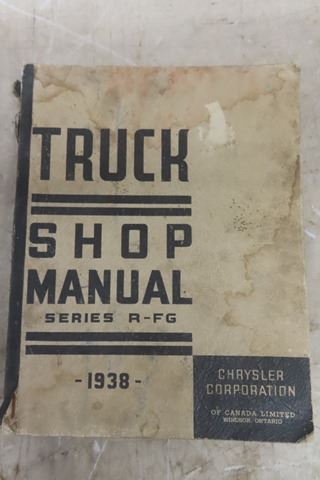 TRUCK
SHOP
MANUAL
SERIES R-FG
-1938-
CHRYSLER
CORPORATION
OF CANADA LIMITED
WINDSOR, ONTARIO